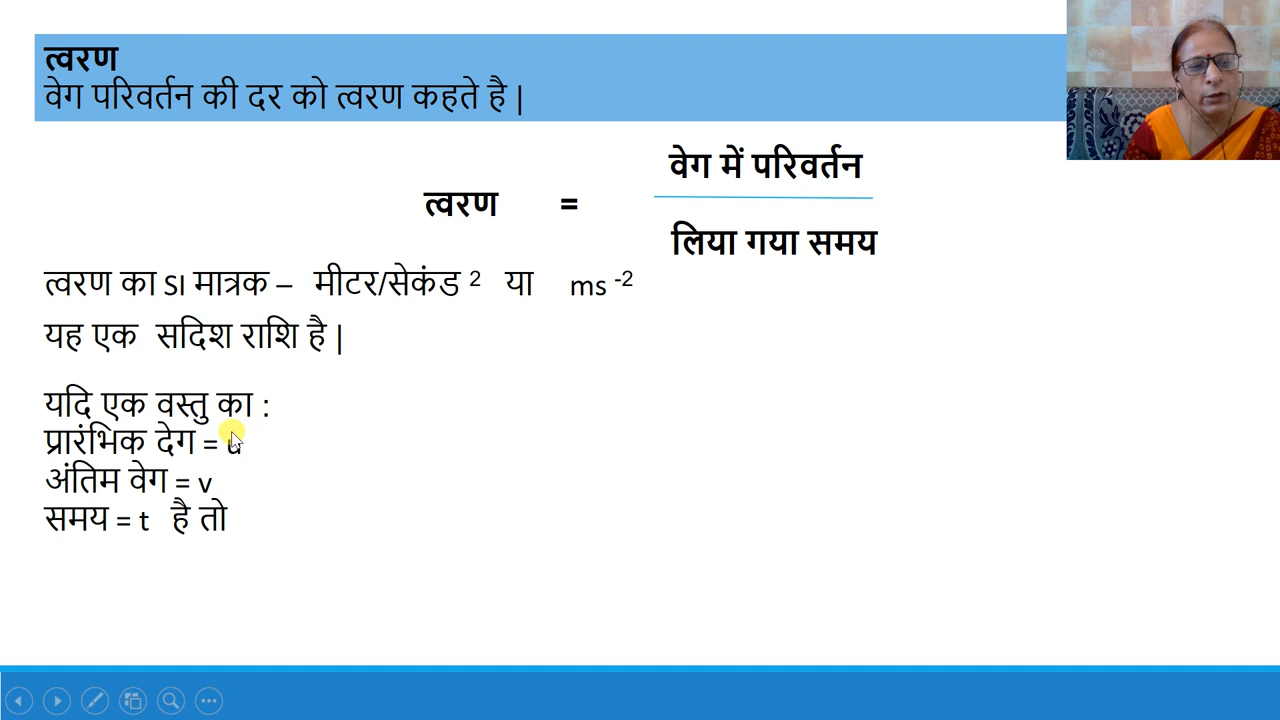 त्वरण
वेग परिवर्तन की दर को त्वरण कहते है |
वेग में परिवर्तन
त्वरण =
लिया गया समय
त्वरण का SI मात्रक – मीटर/सेकंड ² या ms ⁻²
यह एक सदिश राशि है |
यदि एक वस्तु का :
प्रारंभिक देग = u
अंतिम वेग = v
समय = t है तो